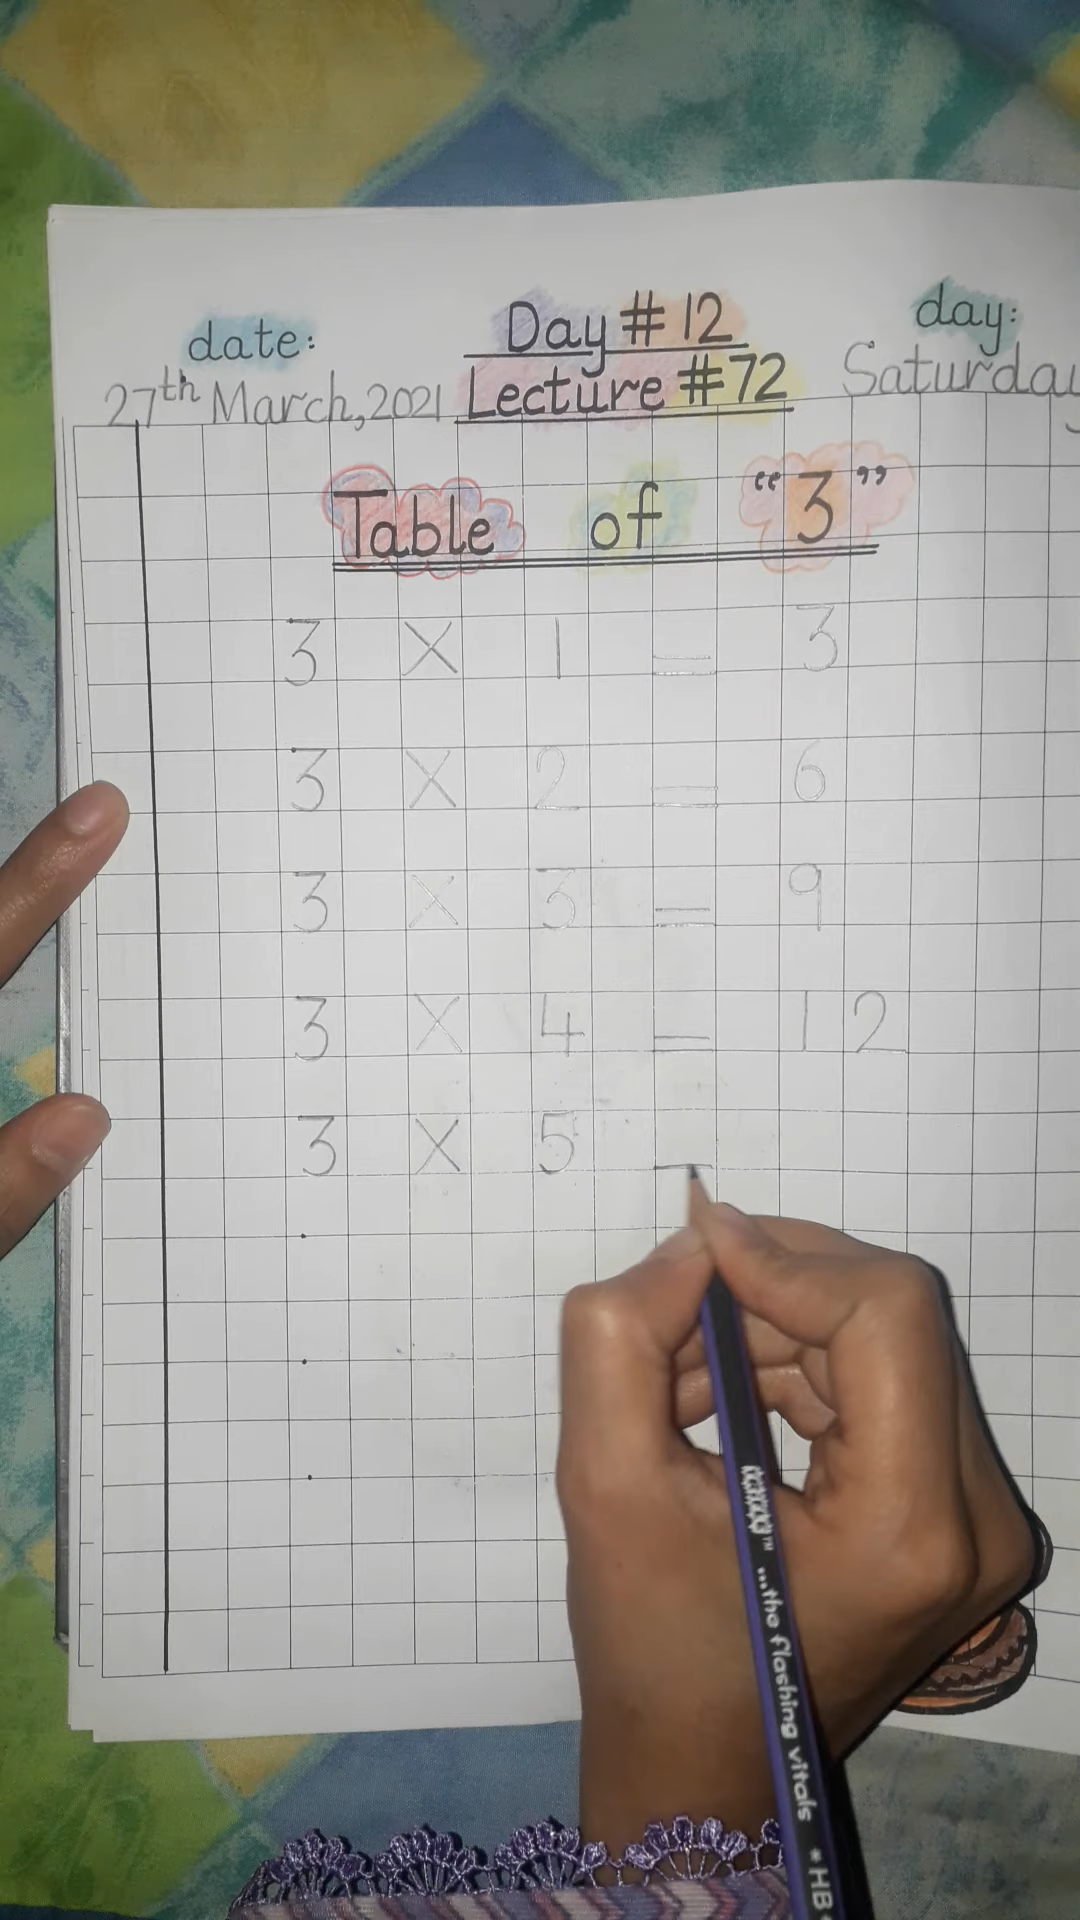 date: Day # 12 day:
27th March, 2021 Lecture #72 Saturday
Table of “3”
3 × 1 = 3
3 × 2 = 6
3 × 3 = 9
3 × 4 = 12
3 × 5
...the flashing vitals * HB